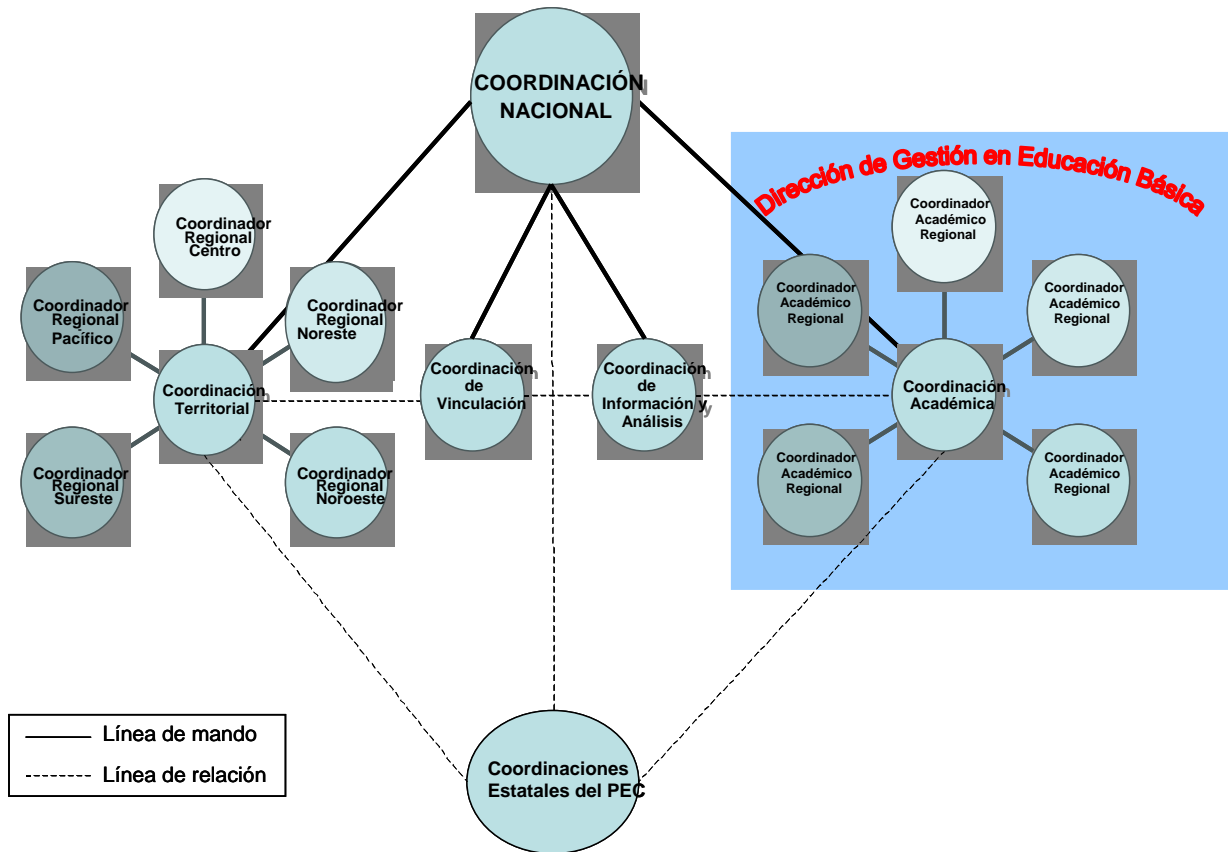 COORDINACIÓN
NACIONAL
Dirección de Gestión en Educación Básica
Coordinador
Regional
Centro
Coordinador
Regional
Pacífico
Coordinador
Regional
Noreste
Coordinación
Territorial
Coordinador
Regional
Sureste
Coordinador
Regional
Noroeste
Coordinación
de
Vinculación
Coordinación
de
Información y
Análisis
Coordinador
Académico
Regional
Coordinador
Académico
Regional
Coordinador
Académico
Regional
Coordinación
Académica
Coordinador
Académico
Regional
Coordinador
Académico
Regional
Línea de mando
Línea de relación
Coordinaciones
Estatales del PEC